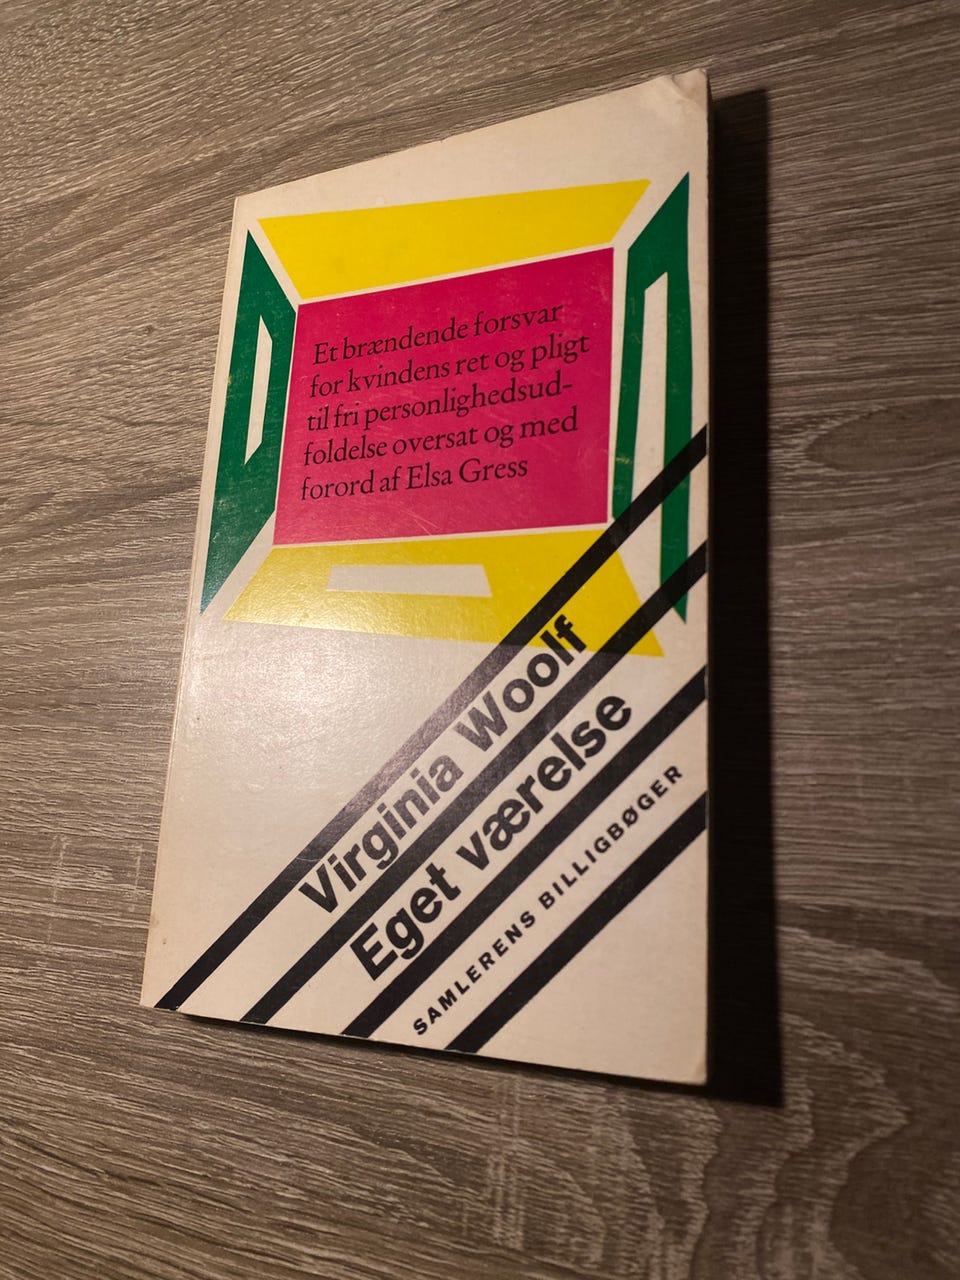 Et brændende forsvar
for kvindens ret og pligt
til fri personlighedsud-
foldelse oversat og med
forord af Elsa Gress
Virginia Woolf
Eget værelse
SAMLERENS BILLIGBØGER